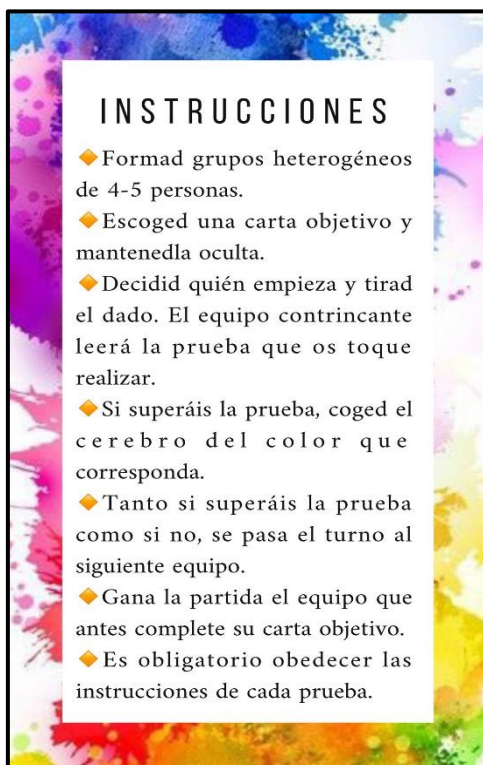 INSTRUCCIONES
🔸Formad grupos heterogéneos
de 4-5 personas.
🔸Escoged una carta objetivo y
mantenedla oculta.
🔸Decidid quién empieza y tirad
el dado. El equipo contrincante
leerá la prueba que os toque
realizar.
🔸Si superáis la prueba, coged el
cerebro del color que
corresponda.
🔸Tanto si superáis la prueba
como si no, se pasa el turno al
siguiente equipo.
🔸Gana la partida el equipo que
antes complete su carta objetivo.
🔸Es obligatorio obedecer las
instrucciones de cada prueba.